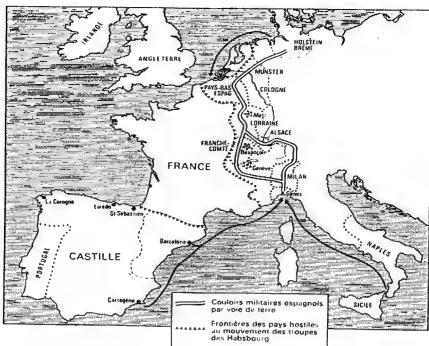 IRLANDE
ANGLETERRE
HOLSTEIN
BRÊME
MUNSTER
COLOGNE
PAYS-BAS
ESPAG
Metz
LORRAINE
ALSACE
FRANCHE-
COMTÉ
Besançon
Genève
FRANCE
MILAN
Gênes
La Corogne
Laredo
St Sébastien
Barcelone
PORTUGAL
CASTILLE
Carthagène
NAPLES
SICILE
Couloirs militaires espagnols
par voie de terre
Frontières des pays hostiles
au mouvement des troupes
des Habsbourg